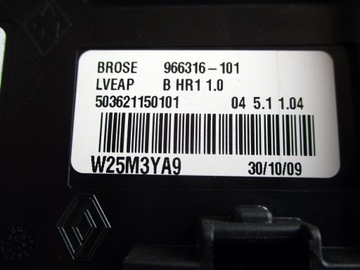 BROSE 966316-101
LVEAP B HR1 1.0
503621150101 04 5.1 1.04
W25M3YA9 30/10/09